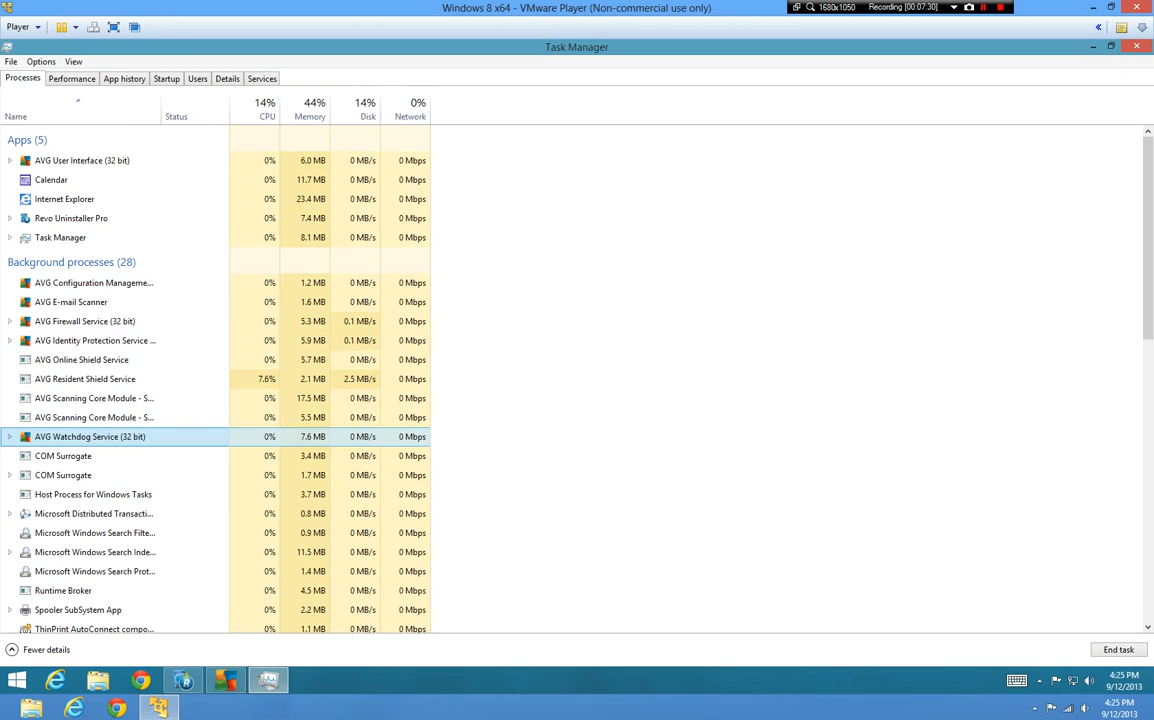 Windows 8 x64 - VMware Player (Non-commercial use only)
1680x1050 Recording [00:07:30]
Player
Task Manager
File Options View
Processes Performance App history Startup Users Details Services
14% 44% 14% 0%
Name Status CPU Memory Disk Network
Apps (5)
AVG User Interface (32 bit) 0% 6.0 MB 0 MB/s 0 Mbps
Calendar 0% 11.7 MB 0 MB/s 0 Mbps
Internet Explorer 0% 23.4 MB 0 MB/s 0 Mbps
Revo Uninstaller Pro 0% 7.4 MB 0 MB/s 0 Mbps
Task Manager 0% 8.1 MB 0 MB/s 0 Mbps
Background processes (28)
AVG Configuration Manageme... 0% 1.2 MB 0 MB/s 0 Mbps
AVG E-mail Scanner 0% 1.6 MB 0 MB/s 0 Mbps
AVG Firewall Service (32 bit) 0% 5.3 MB 0.1 MB/s 0 Mbps
AVG Identity Protection Service ... 0% 5.9 MB 0.1 MB/s 0 Mbps
AVG Online Shield Service 0% 5.7 MB 0 MB/s 0 Mbps
AVG Resident Shield Service 7.6% 2.1 MB 2.5 MB/s 0 Mbps
AVG Scanning Core Module - S... 0% 17.5 MB 0 MB/s 0 Mbps
AVG Scanning Core Module - S... 0% 5.5 MB 0 MB/s 0 Mbps
AVG Watchdog Service (32 bit) 0% 7.6 MB 0 MB/s 0 Mbps
COM Surrogate 0% 3.4 MB 0 MB/s 0 Mbps
COM Surrogate 0% 1.7 MB 0 MB/s 0 Mbps
Host Process for Windows Tasks 0% 3.7 MB 0 MB/s 0 Mbps
Microsoft Distributed Transacti... 0% 0.8 MB 0 MB/s 0 Mbps
Microsoft Windows Search Filte... 0% 0.9 MB 0 MB/s 0 Mbps
Microsoft Windows Search Inde... 0% 11.5 MB 0 MB/s 0 Mbps
Microsoft Windows Search Prot... 0% 1.4 MB 0 MB/s 0 Mbps
Runtime Broker 0% 4.5 MB 0 MB/s 0 Mbps
Spooler SubSystem App 0% 2.2 MB 0 MB/s 0 Mbps
ThinPrint AutoConnect compo... 0% 1.1 MB 0 MB/s 0 Mbps
Fewer details End task
4:25 PM
9/12/2013
4:25 PM
9/12/2013